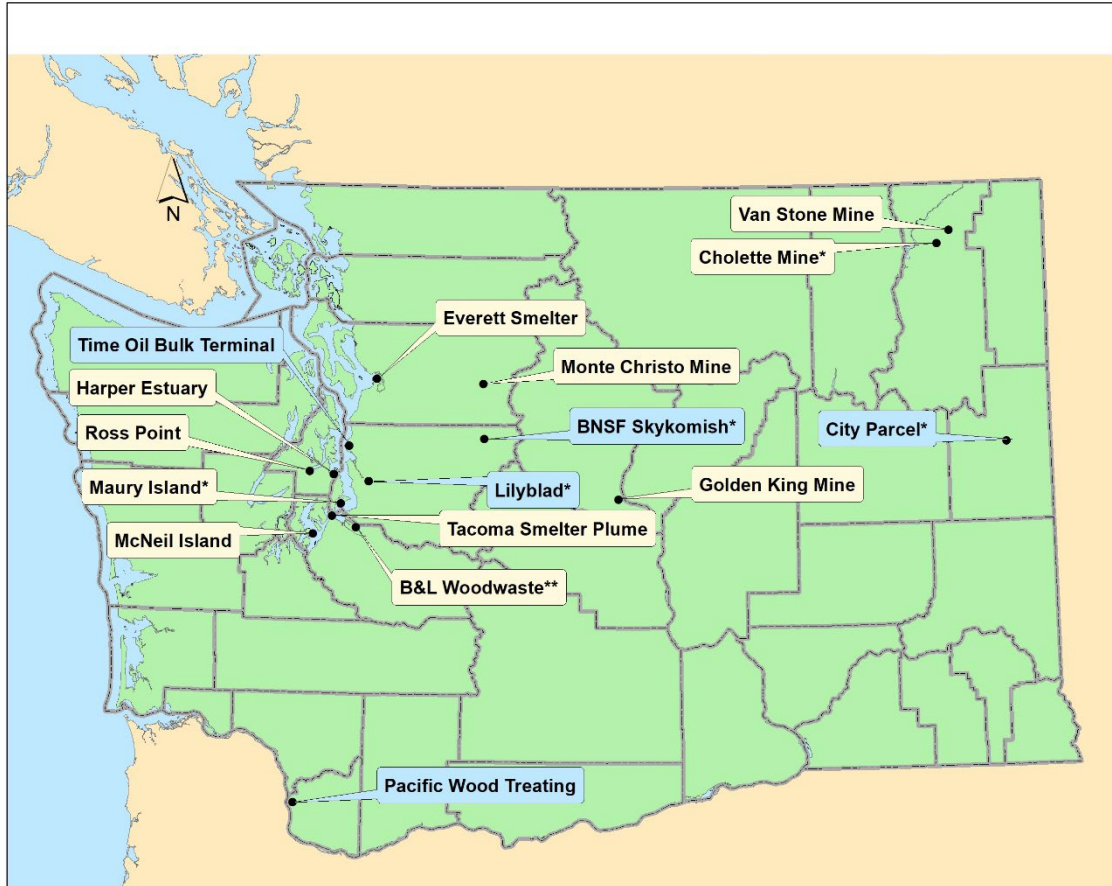 N
Van Stone Mine
Cholette Mine*
Everett Smelter
Time Oil Bulk Terminal
Monte Christo Mine
Harper Estuary
BNSF Skykomish*
City Parcel*
Ross Point
Maury Island*
Lilyblad*
Golden King Mine
McNeil Island
Tacoma Smelter Plume
B&L Woodwaste**
Pacific Wood Treating